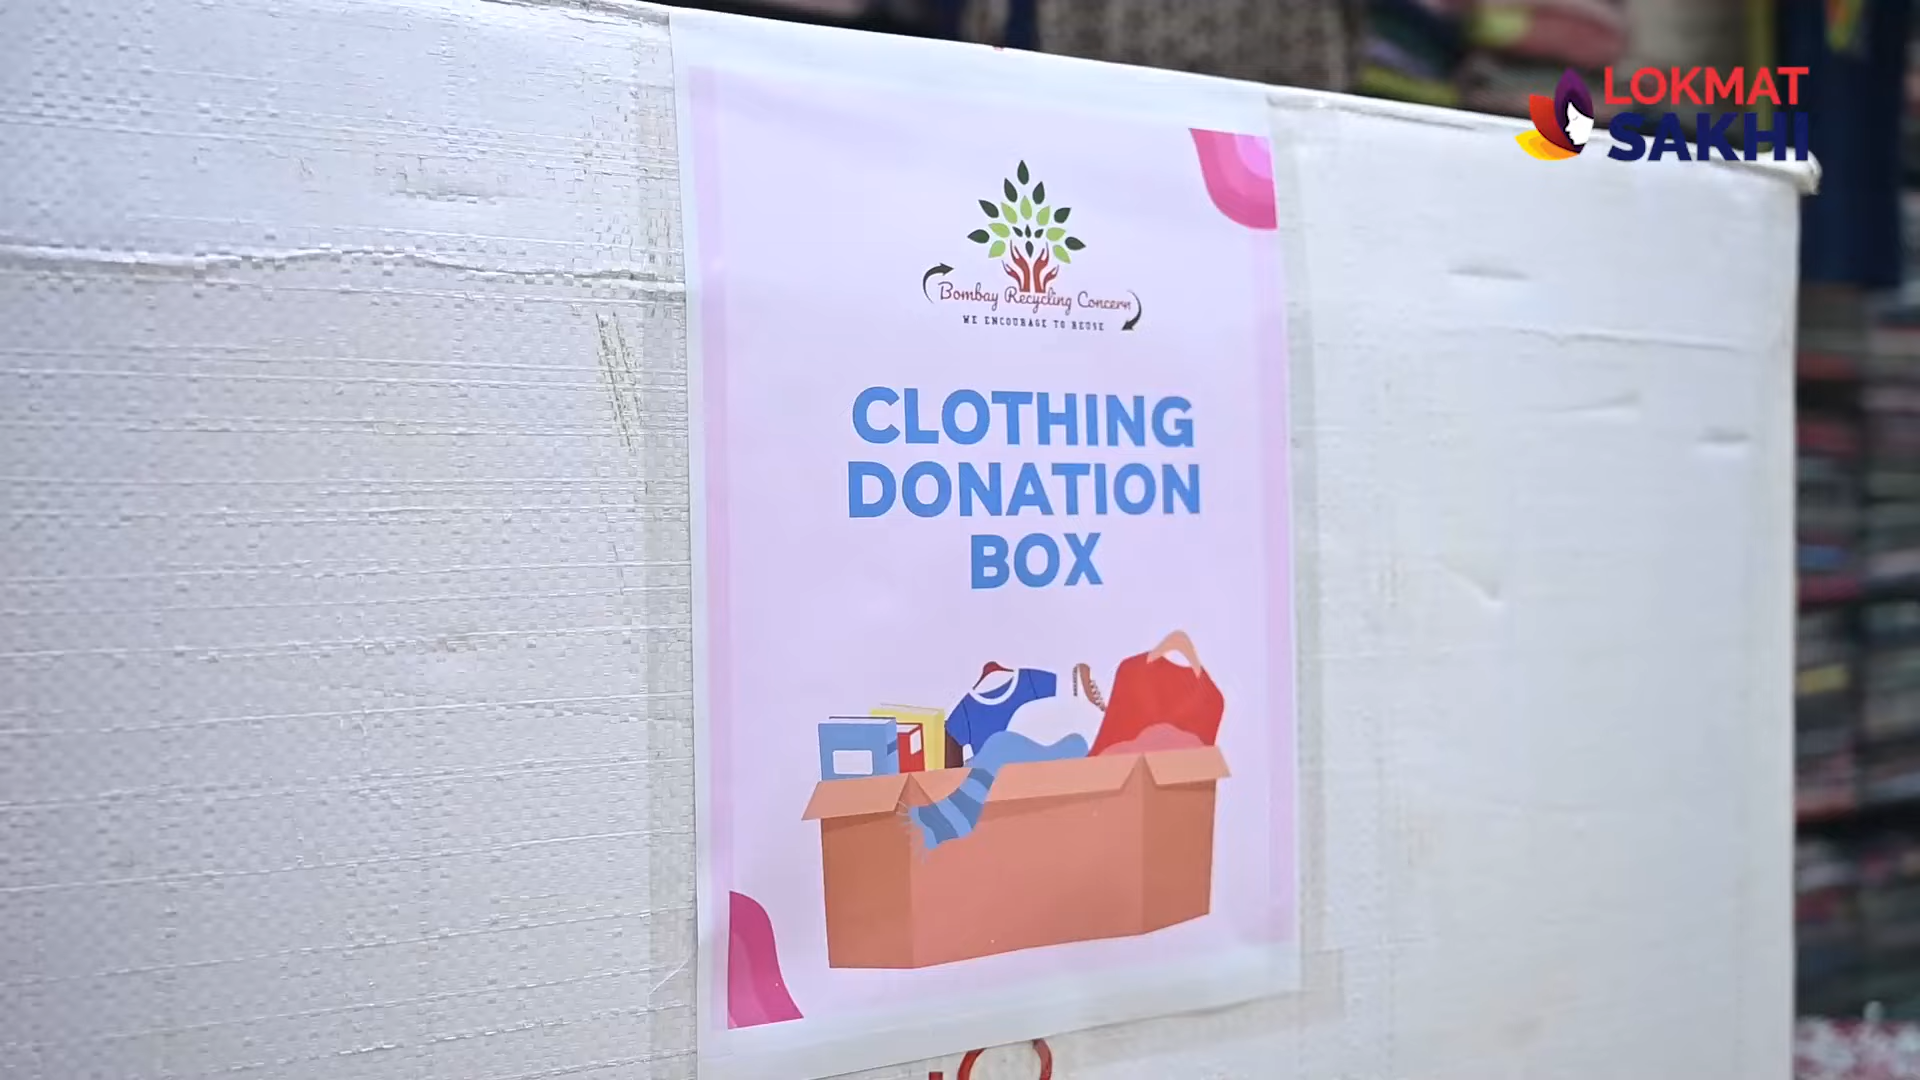 LOKMAT
SAKHI
Bombay Recycling Concern
WE ENCOURAGE TO REUSE
CLOTHING
DONATION
BOX